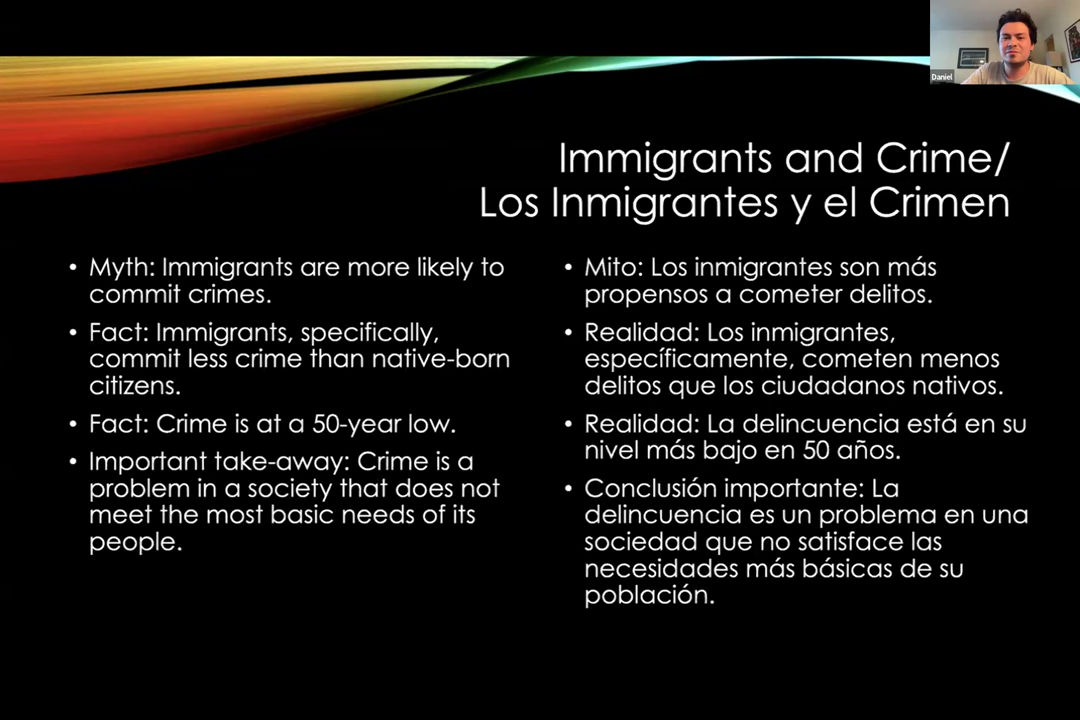 Daniel
Immigrants and Crime/
Los Inmigrantes y el Crimen
• Myth: Immigrants are more likely to
commit crimes.
• Fact: Immigrants, specifically,
commit less crime than native-born
citizens.
• Fact: Crime is at a 50-year low.
• Important take-away: Crime is a
problem in a society that does not
meet the most basic needs of its
people.
• Mito: Los inmigrantes son más
propensos a cometer delitos.
• Realidad: Los inmigrantes,
específicamente, cometen menos
delitos que los ciudadanos nativos.
• Realidad: La delincuencia está en su
nivel más bajo en 50 años.
• Conclusión importante: La
delincuencia es un problema en una
sociedad que no satisface las
necesidades más básicas de su
población.